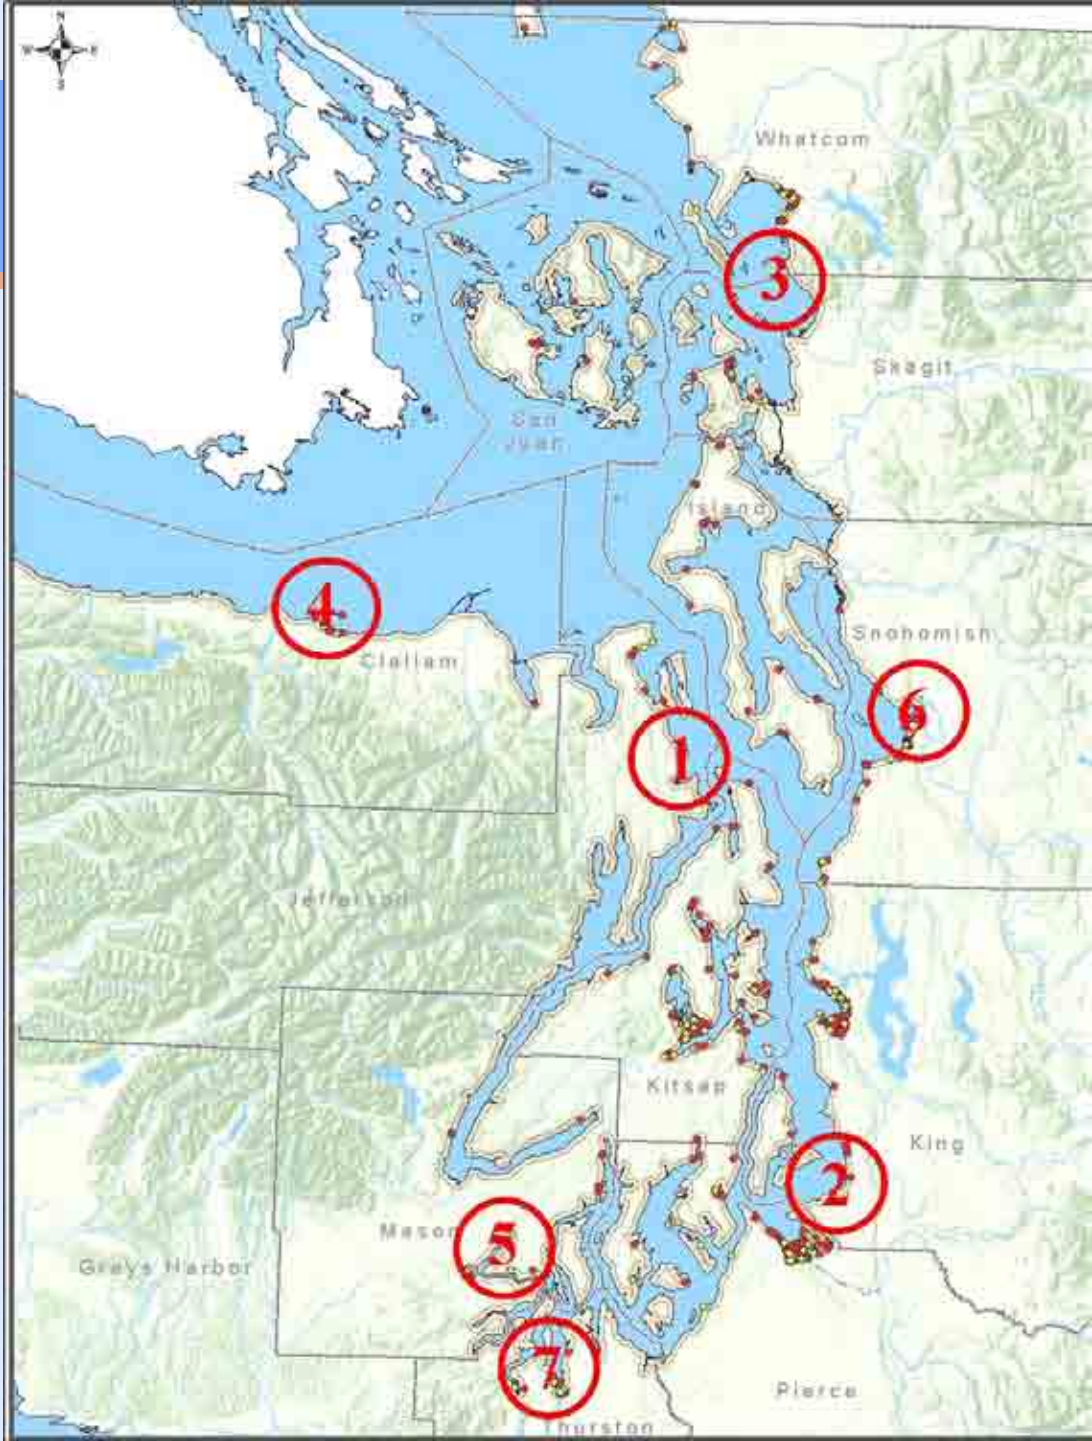 N
W E
S
Whatcom
3
Skagit
San
Juan
Island
4
Clallam
Snohomish
6
1
Jefferson
Kitsap
King
2
Mason
5
Grays Harbor
7
Pierce
Thurston